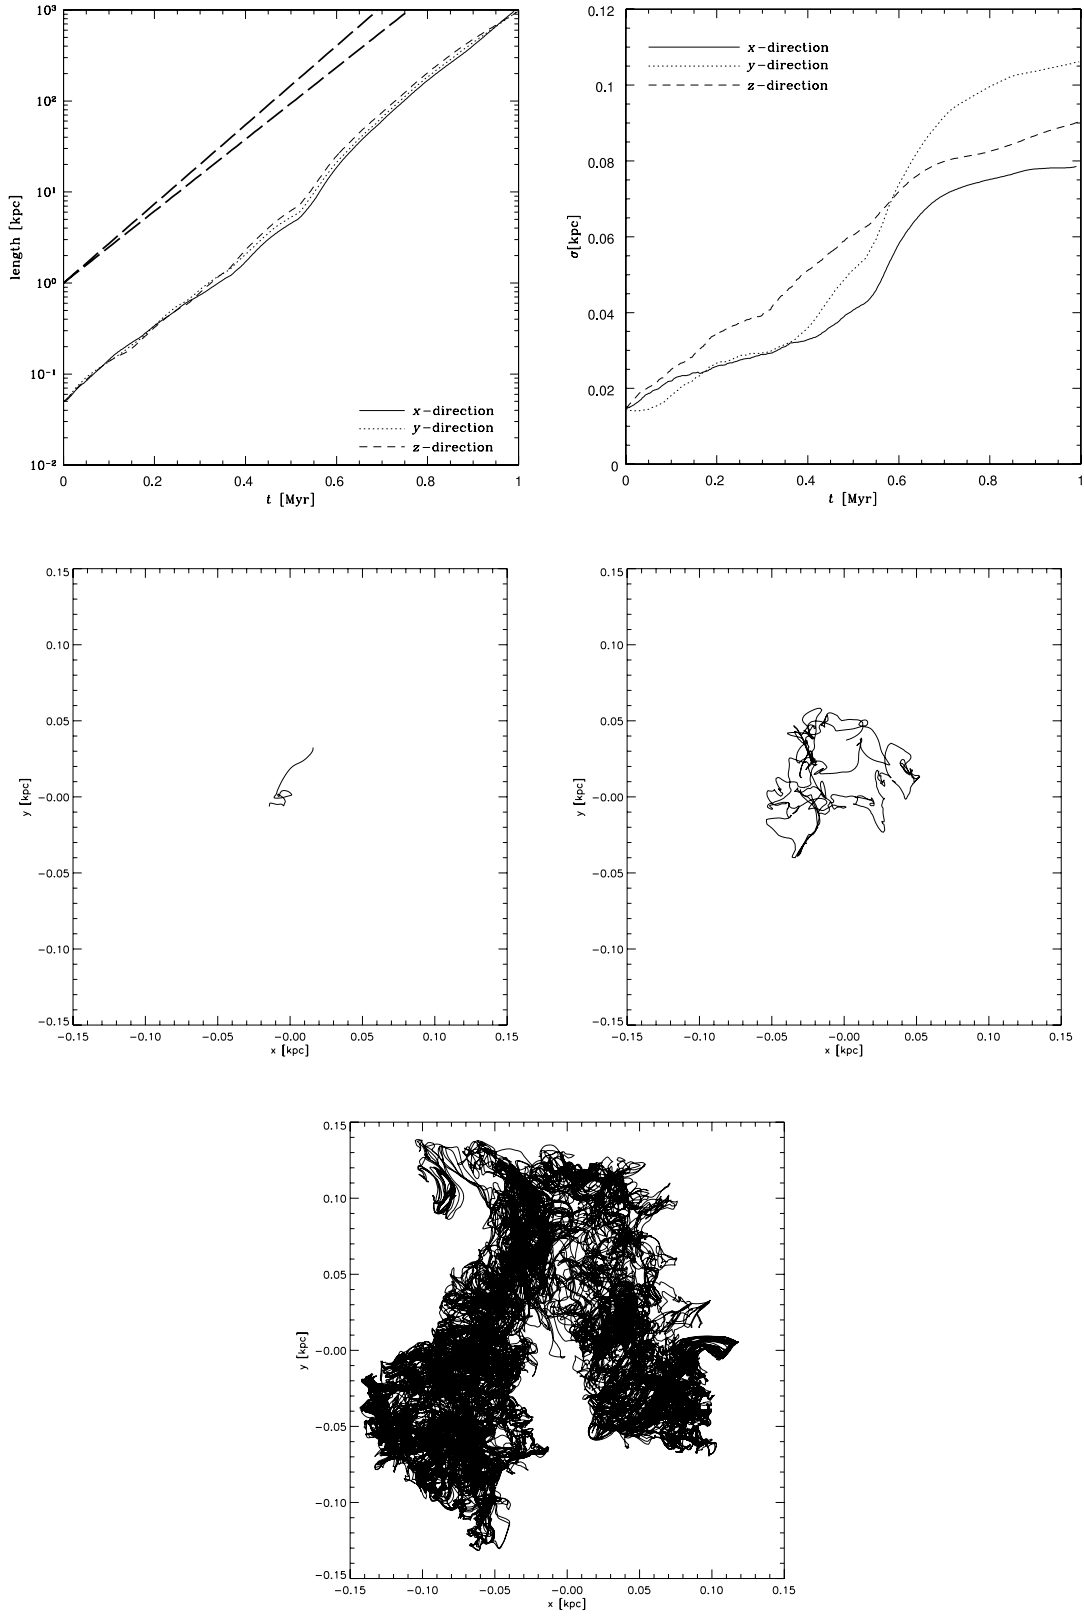 10³
10²
10¹
10⁰
10⁻¹
10⁻²
length [kpc]
x-direction
y-direction
z-direction
0 0.2 0.4 0.6 0.8 1
t [Myr]
0.12
0.1
0.08
0.06
0.04
0.02
0
σ[kpc]
x-direction
y-direction
z-direction
0 0.2 0.4 0.6 0.8 1
t [Myr]
0.15
0.10
0.05
-0.00
-0.05
-0.10
-0.15
y [kpc]
-0.15 -0.10 -0.05 -0.00 0.05 0.10 0.15
x [kpc]
0.15
0.10
0.05
-0.00
-0.05
-0.10
-0.15
y [kpc]
-0.15 -0.10 -0.05 -0.00 0.05 0.10 0.15
x [kpc]
0.15
0.10
0.05
-0.00
-0.05
-0.10
-0.15
y [kpc]
-0.15 -0.10 -0.05 -0.00 0.05 0.10 0.15
x [kpc]